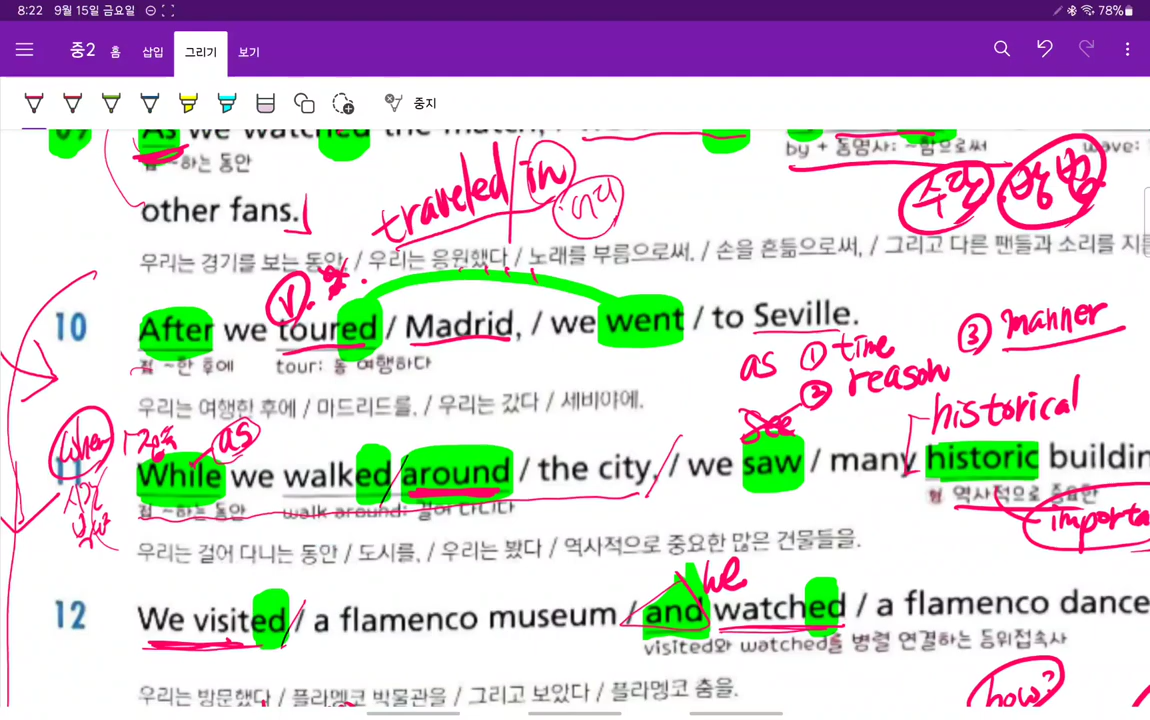 8:22 9월 15일 금요일 78%
중2 홈 삽입 그리기 보기
중지
09 As we watched the match,
접 ~하는 동안 by + 동명사: ~함으로써 wave:
수단 방법
traveled in
other fans.
우리는 경기를 보는 동안, / 우리는 응원했다 / 노래를 부름으로써, / 손을 흔듦으로써, / 그리고 다른 팬들과 소리를 지
10 After we toured / Madrid, / we went / to Seville.
접 ~한 후에 tour: 동 여행하다
as ① time ② reason ③ manner
우리는 여행한 후에 / 마드리드를, / 우리는 갔다 / 세비야에.
historical
when as see
11 While we walked around / the city, / we saw / many historic buildin
접 ~하는 동안 walk around: 걸어 다니다 형 역사적으로 중요한
importa
우리는 걸어 다니는 동안 / 도시를, / 우리는 봤다 / 역사적으로 중요한 많은 건물들을.
we
12 We visited / a flamenco museum / and watched / a flamenco dance
visited와 watched를 병렬 연결하는 등위접속사
우리는 방문했다 / 플라멩코 박물관을 / 그리고 보았다 / 플라멩코 춤을.
how?